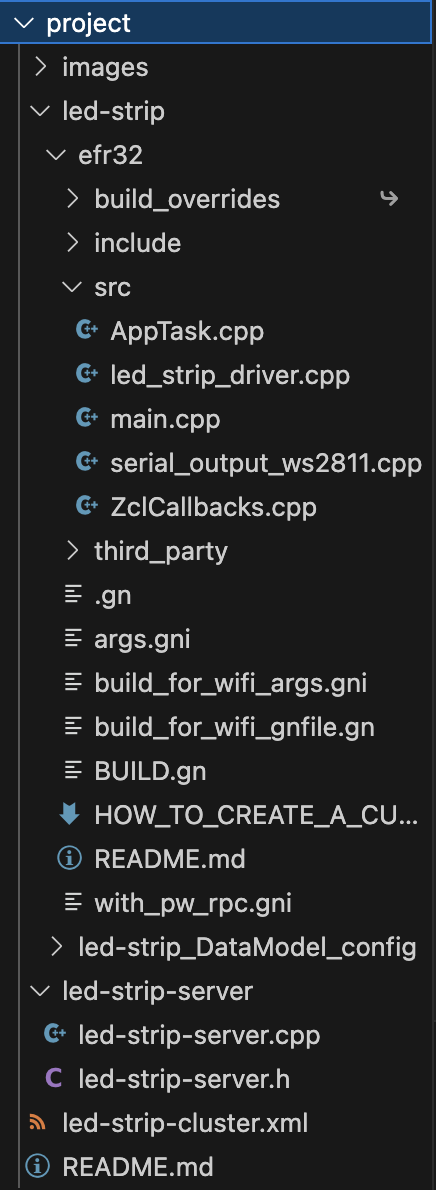 project
images
led-strip
efr32
build_overrides
include
src
AppTask.cpp
led_strip_driver.cpp
main.cpp
serial_output_ws2811.cpp
ZclCallbacks.cpp
third_party
.gn
args.gni
build_for_wifi_args.gni
build_for_wifi_gnfile.gn
BUILD.gn
HOW_TO_CREATE_A_CU...
README.md
with_pw_rpc.gni
led-strip_DataModel_config
led-strip-server
led-strip-server.cpp
C led-strip-server.h
led-strip-cluster.xml
README.md